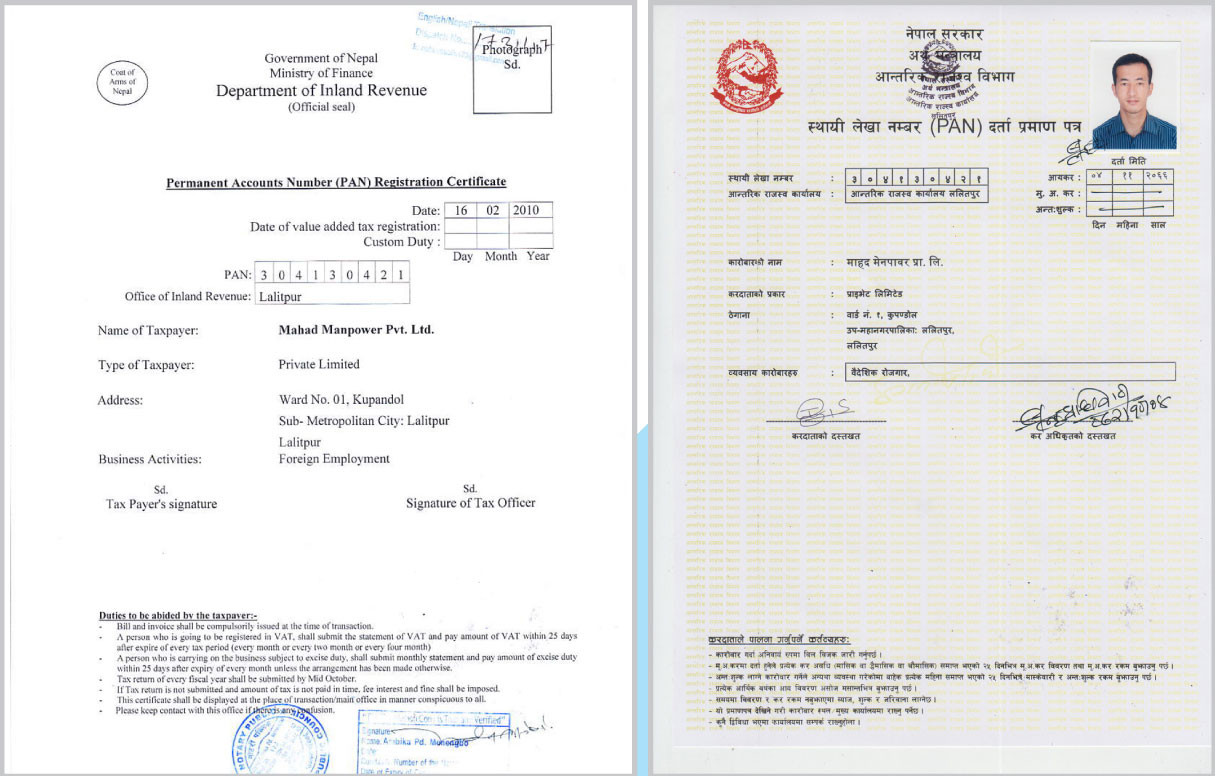 English/Nepali Translation
Dispatch No.
Coat of
Arms of
Nepal
Government of Nepal
Ministry of Finance
Department of Inland Revenue
(Official seal)
Photograph
Sd.
Permanent Accounts Number (PAN) Registration Certificate
Date: 16 02 2010
Date of value added tax registration:
Custom Duty :
Day Month Year
PAN: 3 0 4 1 3 0 4 2 1
Office of Inland Revenue: Lalitpur
Name of Taxpayer: Mahad Manpower Pvt. Ltd.
Type of Taxpayer: Private Limited
Address: Ward No. 01, Kupandol
Sub- Metropolitan City: Lalitpur
Lalitpur
Business Activities: Foreign Employment
Sd. Sd.
Tax Payer's signature Signature of Tax Officer
Duties to be abided by the taxpayer:-
- Bill and invoice shall be compulsorily issued at the time of transaction.
- A person who is going to be registered in VAT, shall submit the statement of VAT and pay amount of VAT within 25 days
after expire of every tax period (every month or every two month or every four month)
- A person who is carrying on the business subject to excise duty, shall submit monthly statement and pay amount of excise duty
within 25 days after expiry of every month unless the arrangement has been made otherwise.
- Tax return of every fiscal year shall be submitted by Mid October.
- If Tax return is not submitted and amount of tax is not paid in time, fee interest and fine shall be imposed.
- This certificate shall be displayed at the place of transaction/main office in manner conspicuous to all.
- Please keep contact with this office if there is any confusion.
NOTARY PUBLIC
Verified
Signature
Name
Number of the
नेपाल सरकार
अर्थ मन्त्रालय
आन्तरिक राजस्व विभाग
स्थायी लेखा नम्बर (PAN) दर्ता प्रमाण पत्र
दर्ता मिति
स्थायी लेखा नम्बर : ३ ० ४ १ ३ ० ४ २ १
आन्तरिक राजस्व कार्यालय : आन्तरिक राजस्व कार्यालय ललितपुर
आयकर : ०४ ११ २०६६
मु. अ. कर :
अन्तःशुल्क :
दिन महिना साल
कारोबारको नाम : माहद मेनपावर प्रा. लि.
करदाताको प्रकार : प्राइभेट लिमिटेड
ठेगाना : वार्ड नं. १, कुपण्डोल
उप-महानगरपालिका: ललितपुर,
ललितपुर
व्यवसाय कारोबारहरु : वैदेशिक रोजगार,
करदाताको दस्तखत
कर अधिकृतको दस्तखत
करदाताले पालना गर्नुपर्ने कर्तव्यहरु:
- कारोबार गर्दा अनिवार्य रुपमा बिल बिजक जारी गर्नुपर्छ ।
- मु.अ.करमा दर्ता हुनेले प्रत्येक कर अवधि (मासिक वा द्वैमासिक वा चौमासिक) समाप्त भएको २५ दिनभित्र मु.अ.कर विवरण तथा मु.अ.कर रकम बुझाउनु पर्छ ।
- अन्तःशुल्क लाग्ने कारोबार गर्नेले अन्यथा व्यवस्था गरेकोमा बाहेक प्रत्येक महिना समाप्त भएको २५ दिनभित्रै मास्केवारी र अन्तःशुल्क रकम बुझाउनु पर्छ ।
प्रत्येक आर्थिक बर्षका आय विवरण असोज मसान्तभित्र बुझाउनु पर्छ ।
- समयमा विवरण र कर रकम नबुझाएमा ब्याज, शुल्क र जरिवाना लाग्नेछ ।
- यो प्रमाणपत्र देखिने गरी कारोबार स्थल/मुख्य कार्यालयमा राख्नु पर्नेछ ।
- कुनै द्विविधा भएमा कार्यालयमा सम्पर्क राख्नुहोला ।